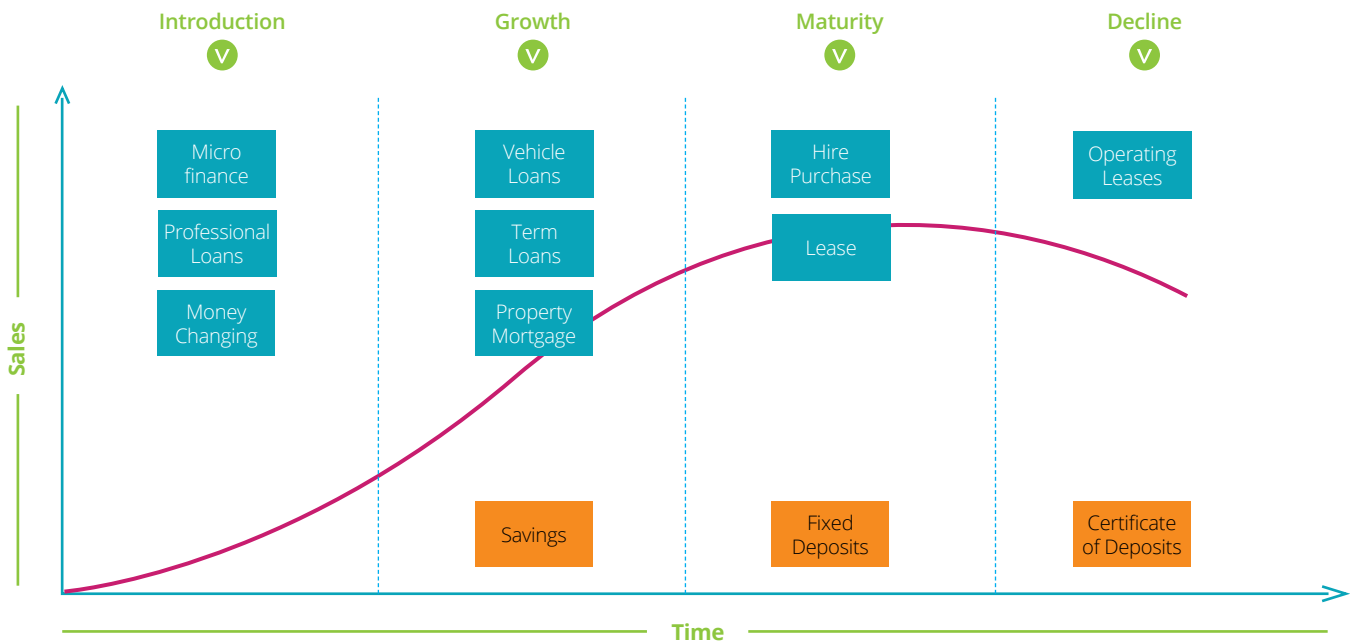 Introduction
Growth
Maturity
Decline
V
V
V
V
Micro
finance
Vehicle
Loans
Hire
Purchase
Operating
Leases
Professional
Loans
Term
Loans
Lease
Money
Changing
Property
Mortgage
Sales
Savings
Fixed
Deposits
Certificate
of Deposits
Time